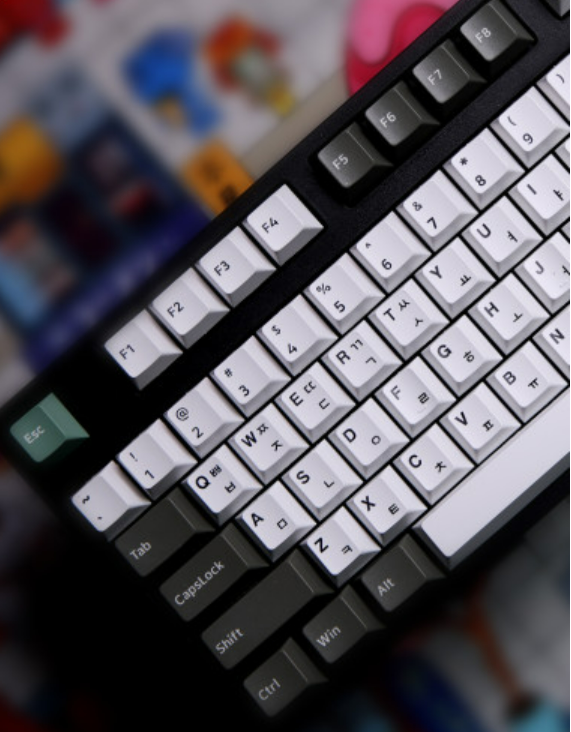 Esc F1 F2 F3 F4 F5 F6 F7 F8
~ ` ! 1 @ 2 # 3 $ 4 % 5 ^ 6 & 7 * 8 ( 9 )
Tab Q ㅃ ㅂ W ㅉ ㅈ E ㄸ ㄷ R ㄲ ㄱ T ㅆ ㅅ Y ㅛ U ㅕ I ㅑ
CapsLock A ㅁ S ㄴ D ㅇ F ㄹ G ㅎ H ㅗ J ㅓ
Shift Z ㅋ X ㅌ C ㅊ V ㅍ B ㅠ N
Ctrl Win Alt